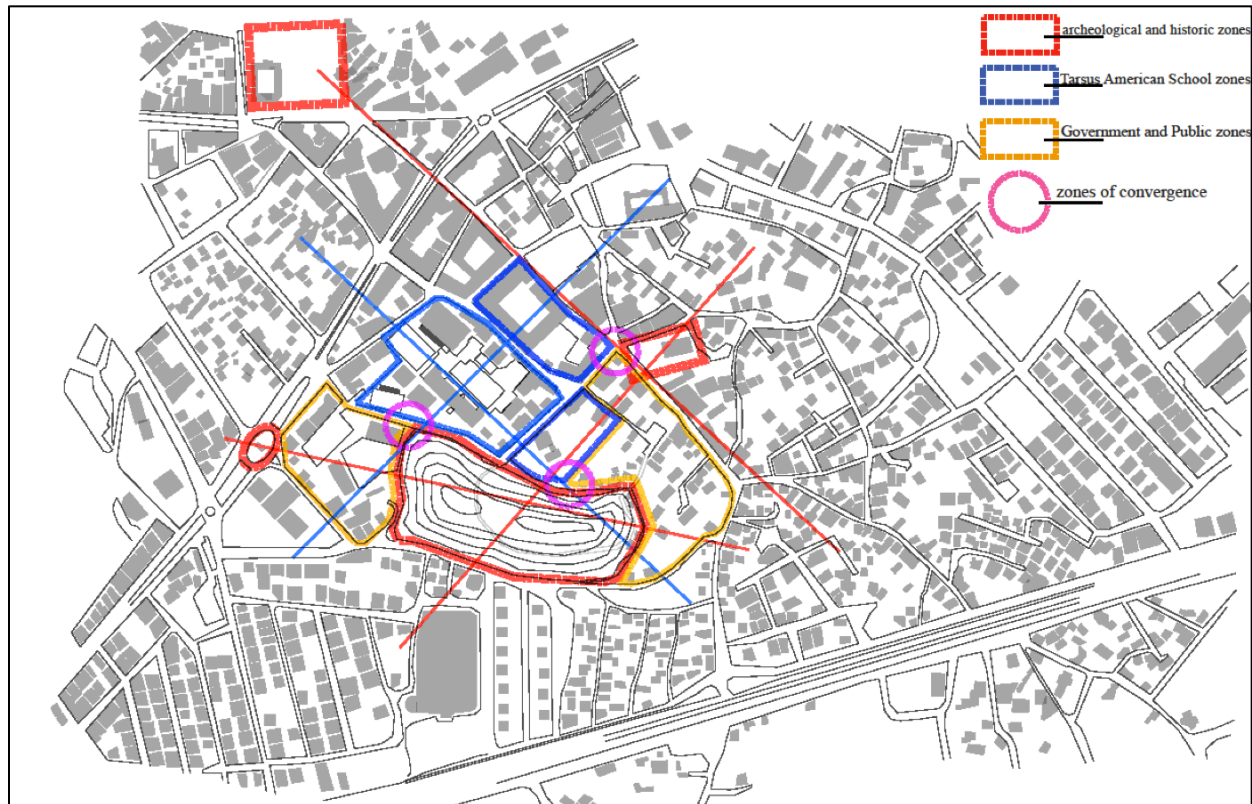 archeological and historic zones
Tarsus American School zones
Government and Public zones
zones of convergence